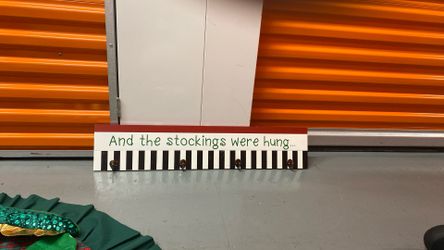 And the stockings were hung...